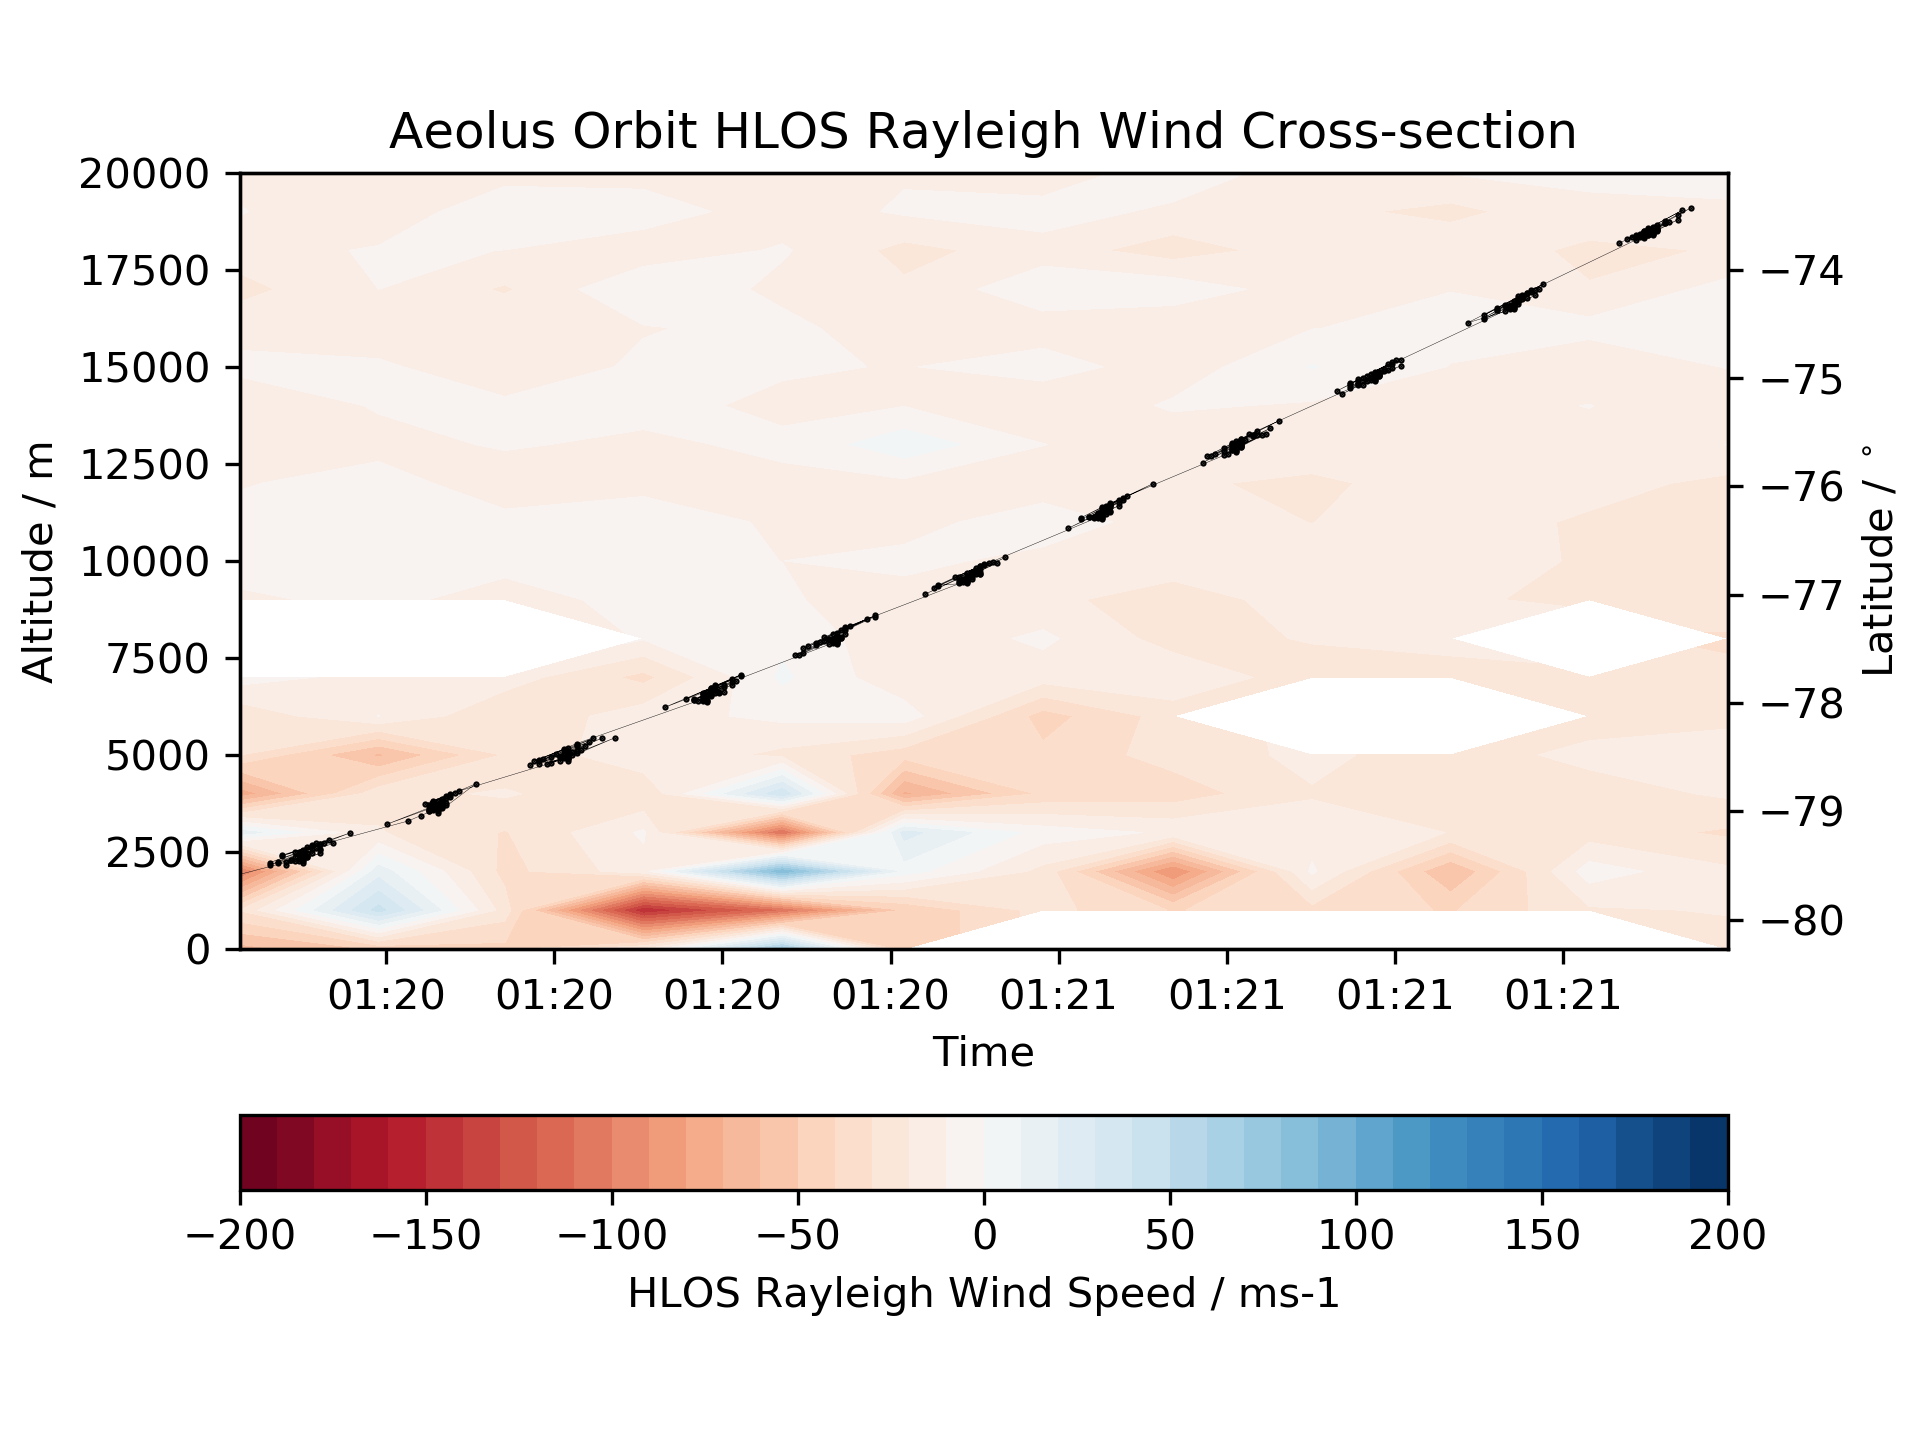 Aeolus Orbit HLOS Rayleigh Wind Cross-section
20000
17500
15000
12500
10000
7500
5000
2500
0
Altitude / m
−74
−75
−76
−77
−78
−79
−80
Latitude / °
01:20 01:20 01:20 01:20 01:21 01:21 01:21 01:21
Time
−200 −150 −100 −50 0 50 100 150 200
HLOS Rayleigh Wind Speed / ms-1